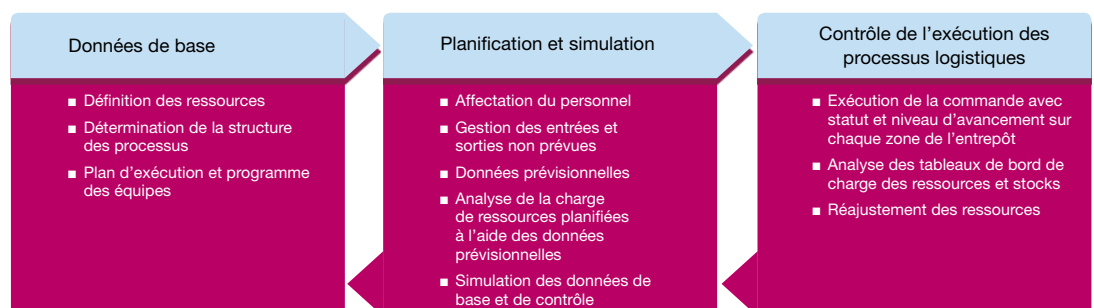 Données de base
■ Définition des ressources
■ Détermination de la structure
des processus
■ Plan d'exécution et programme
des équipes
Planification et simulation
■ Affectation du personnel
■ Gestion des entrées et
sorties non prévues
■ Données prévisionnelles
■ Analyse de la charge
de ressources planifiées
à l'aide des données
prévisionnelles
■ Simulation des données de
base et de contrôle
Contrôle de l'exécution des
processus logistiques
■ Exécution de la commande avec
statut et niveau d'avancement sur
chaque zone de l'entrepôt
■ Analyse des tableaux de bord de
charge des ressources et stocks
■ Réajustement des ressources